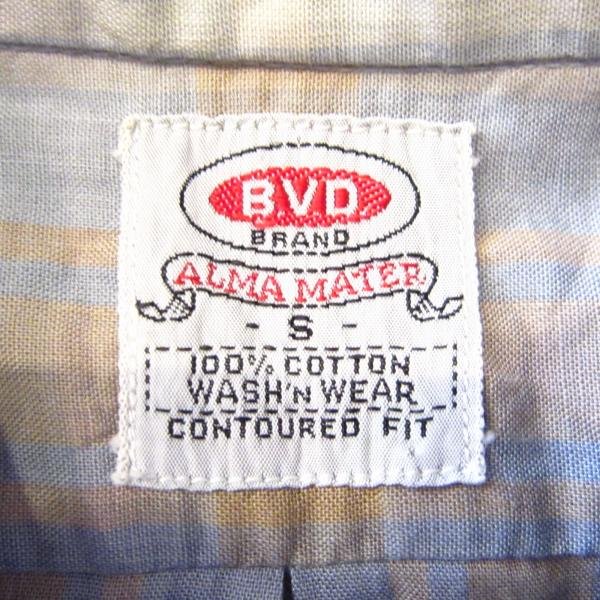 BVD
BRAND
ALMA MATER
- S -
100% COTTON
WASH'N WEAR
CONTOURED FIT